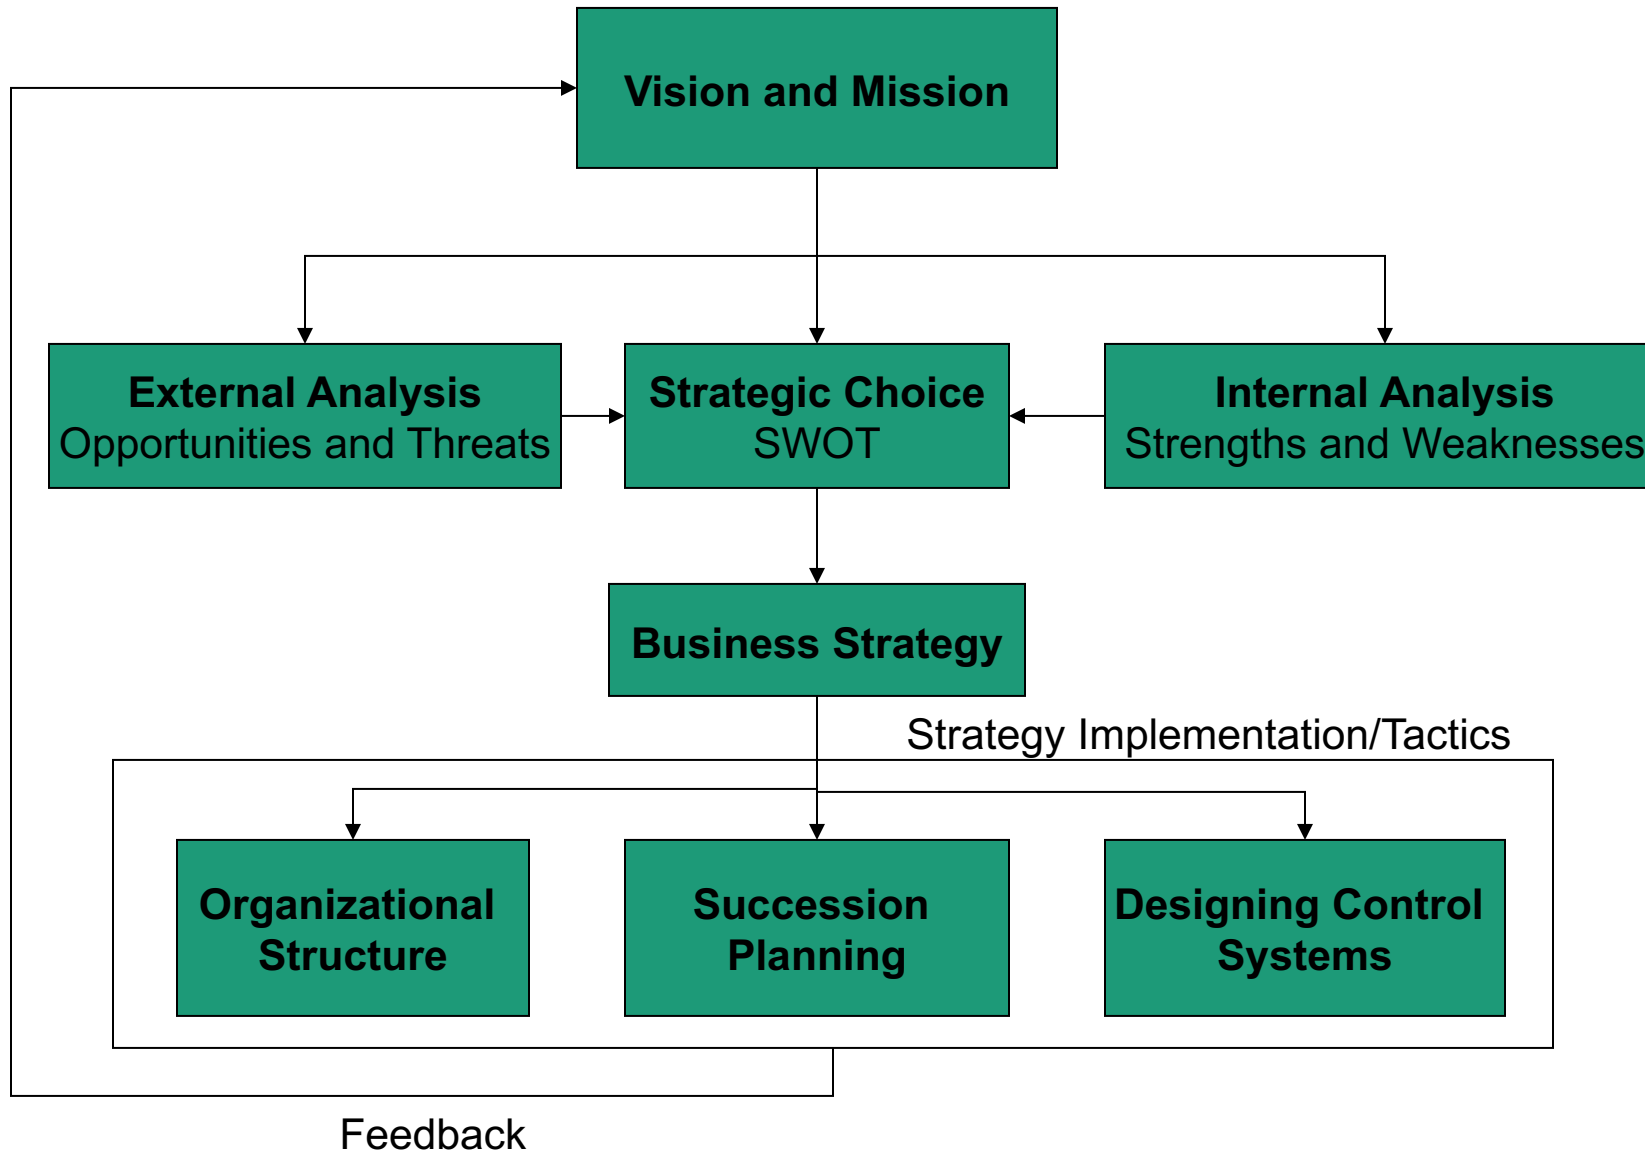 Vision and Mission
External Analysis
Opportunities and Threats
Strategic Choice
SWOT
Internal Analysis
Strengths and Weaknesses
Business Strategy
Strategy Implementation/Tactics
Organizational
Structure
Succession
Planning
Designing Control
Systems
Feedback